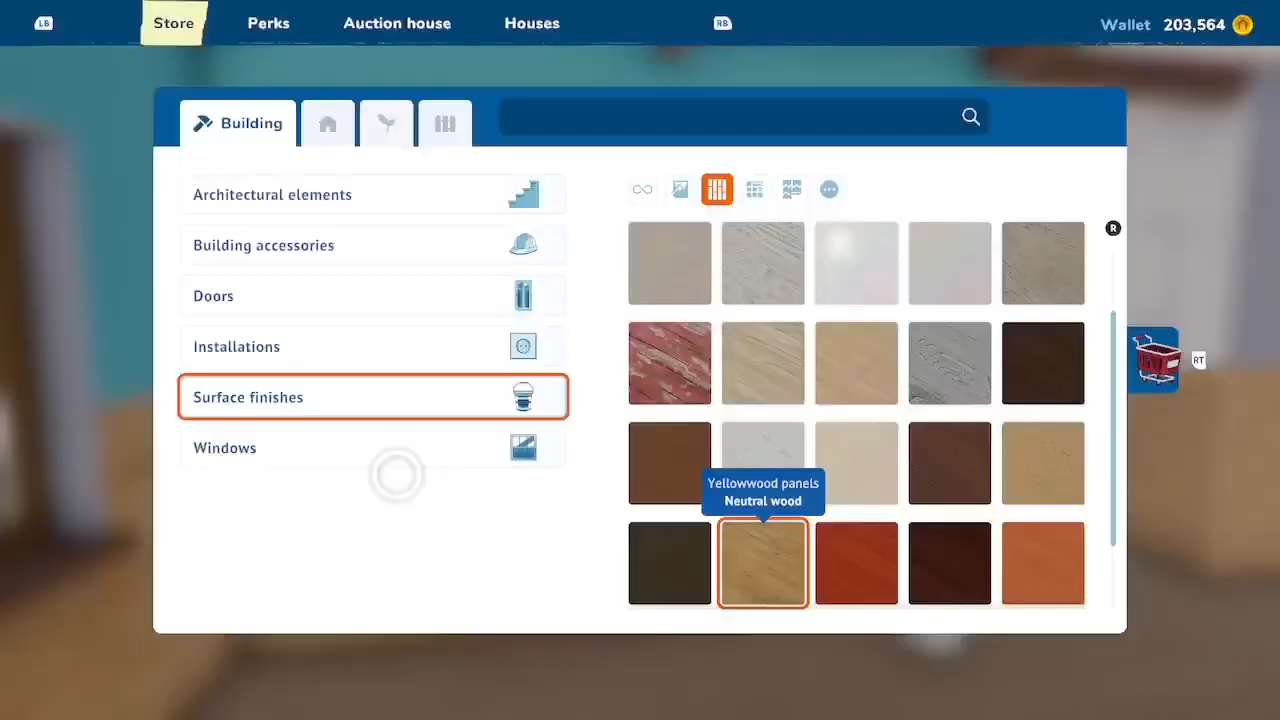 LB
Store
Perks
Auction house
Houses
RB
Wallet 203,564
Building
Architectural elements
Building accessories
Doors
Installations
Surface finishes
Windows
R
RT
Yellowwood panels
Neutral wood